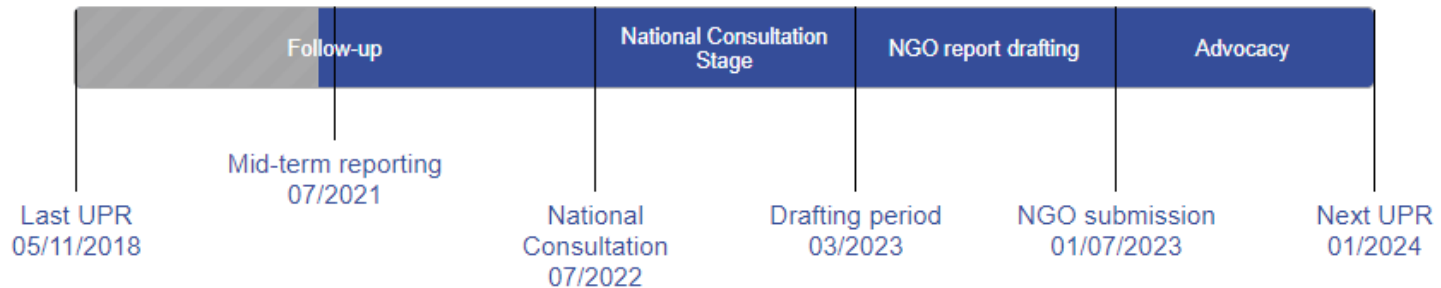 Follow-up
National Consultation
Stage
NGO report drafting
Advocacy
Mid-term reporting
07/2021
Last UPR
05/11/2018
National
Consultation
07/2022
Drafting period
03/2023
NGO submission
01/07/2023
Next UPR
01/2024